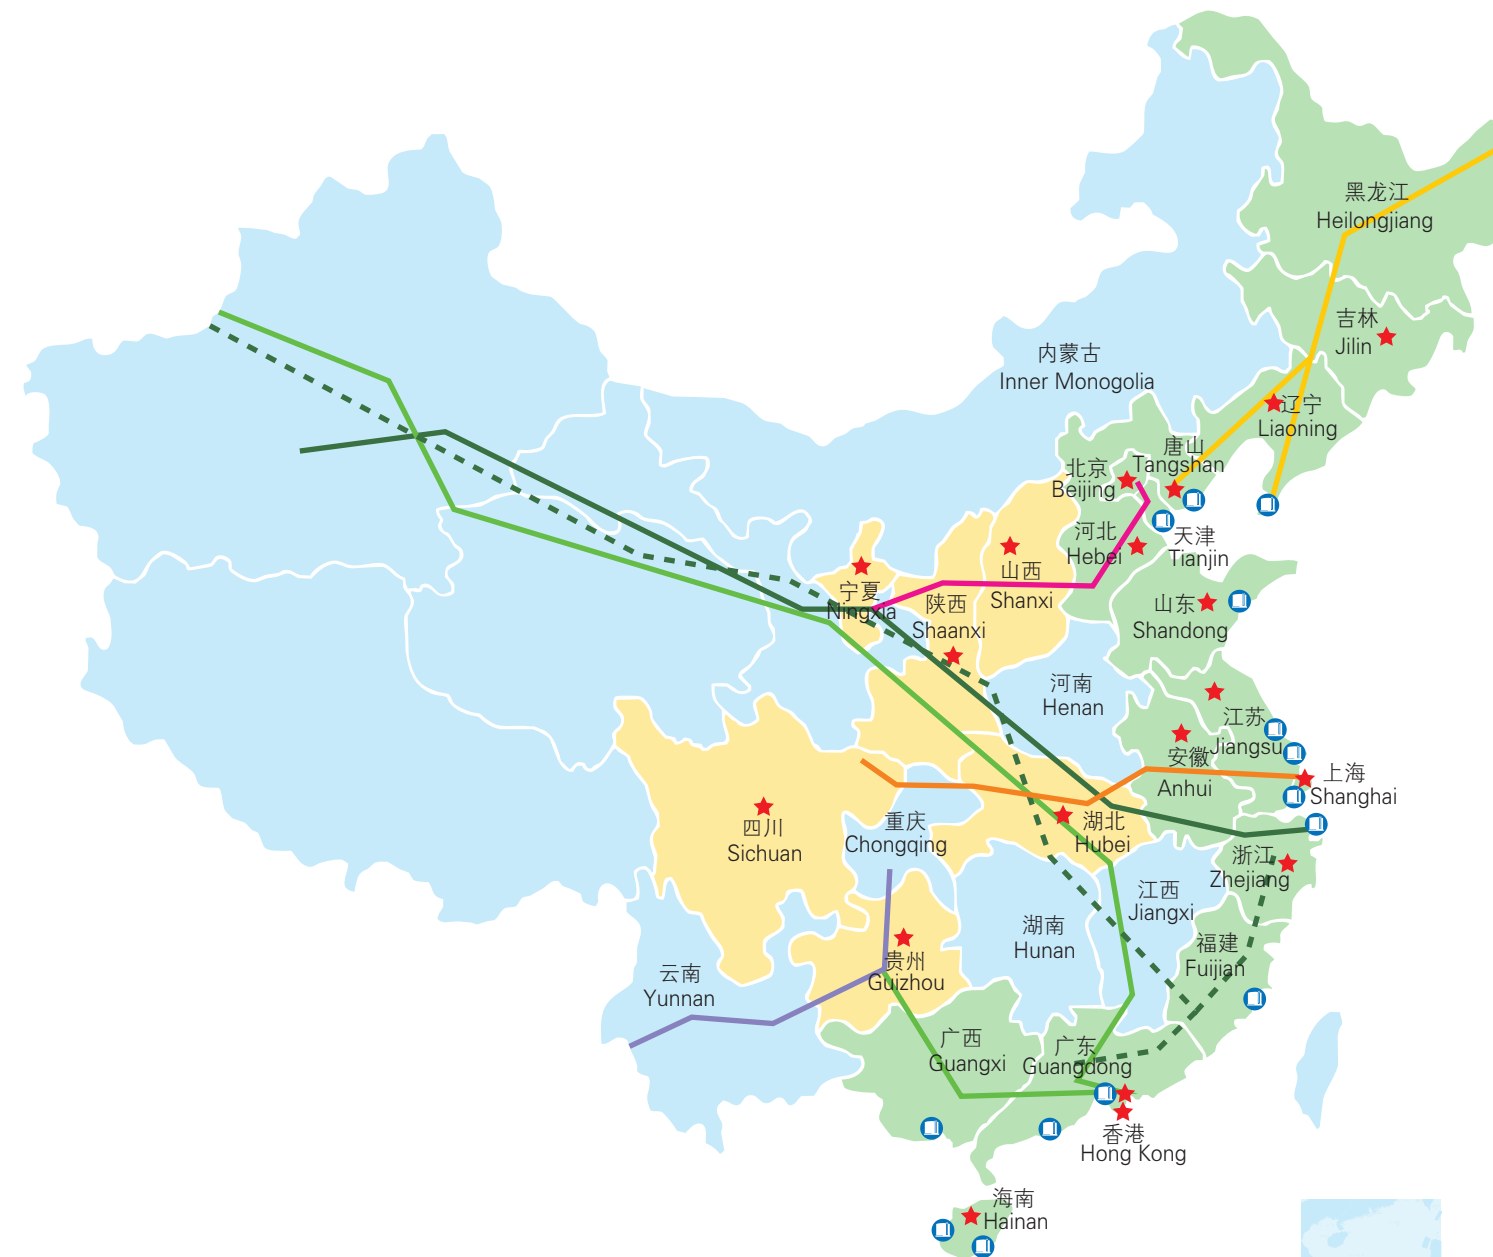 黑龙江
Heilongjiang
吉林
Jilin
内蒙古
Inner Monogolia
辽宁
Liaoning
唐山
Tangshan
北京
Beijing
天津
Tianjin
河北
Hebei
山西
Shanxi
宁夏
Ningxia
陕西
Shaanxi
山东
Shandong
河南
Henan
江苏
Jiangsu
安徽
Anhui
上海
Shanghai
四川
Sichuan
重庆
Chongqing
湖北
Hubei
浙江
Zhejiang
江西
Jiangxi
湖南
Hunan
福建
Fuijian
贵州
Guizhou
云南
Yunnan
广西
Guangxi
广东
Guangdong
香港
Hong Kong
海南
Hainan